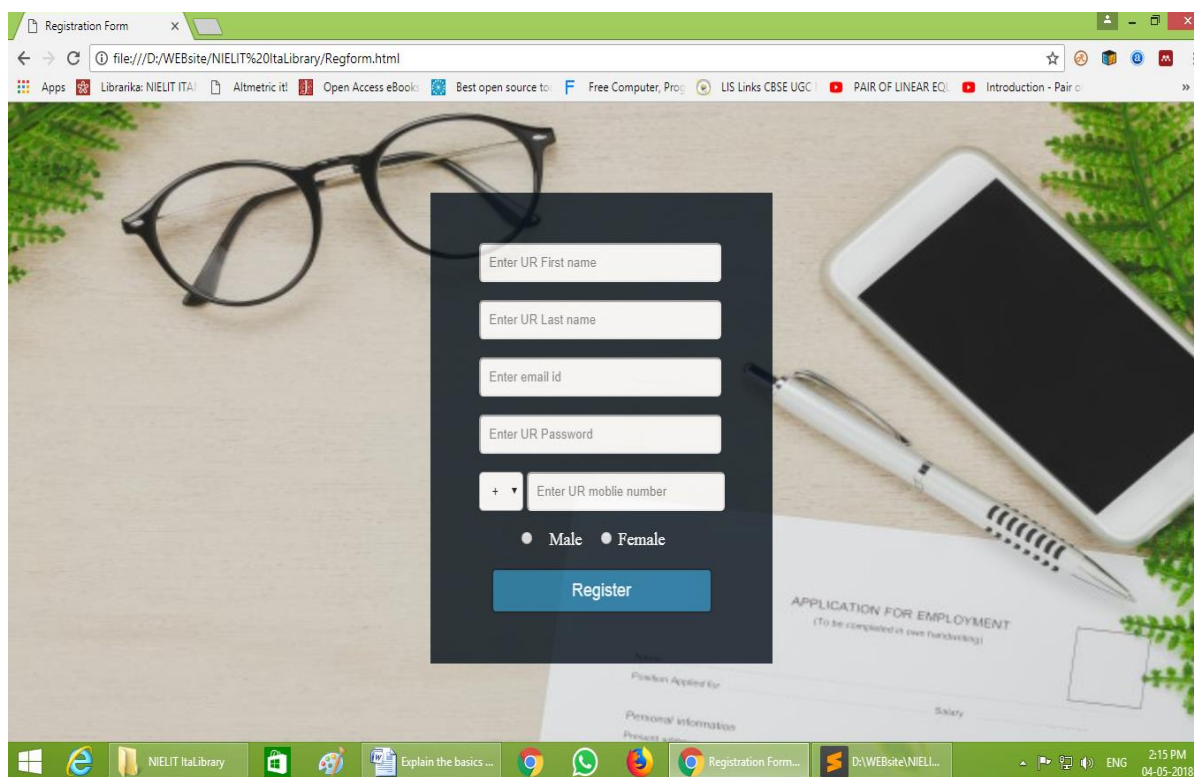 Registration Form
file:///D:/WEBsite/NIELIT%20ItaLibrary/Regform.html
Apps Librarika: NIELIT ITA Altmetric it! Open Access eBook Best open source to Free Computer, Prog LIS Links CBSE UGC PAIR OF LINEAR EQ Introduction - Pair o »
Enter UR First name
Enter UR Last name
Enter email id
Enter UR Password
+ Enter UR moblie number
Male Female
Register
APPLICATION FOR EMPLOYMENT
(To be completed in own handwriting)
Name
Position Applied for
Salary
Personal information
Present
NIELIT ItaLibrary Explain the basics ... Registration Form... D:\WEBsite\NIELI... ENG 2:15 PM
04-05-2018